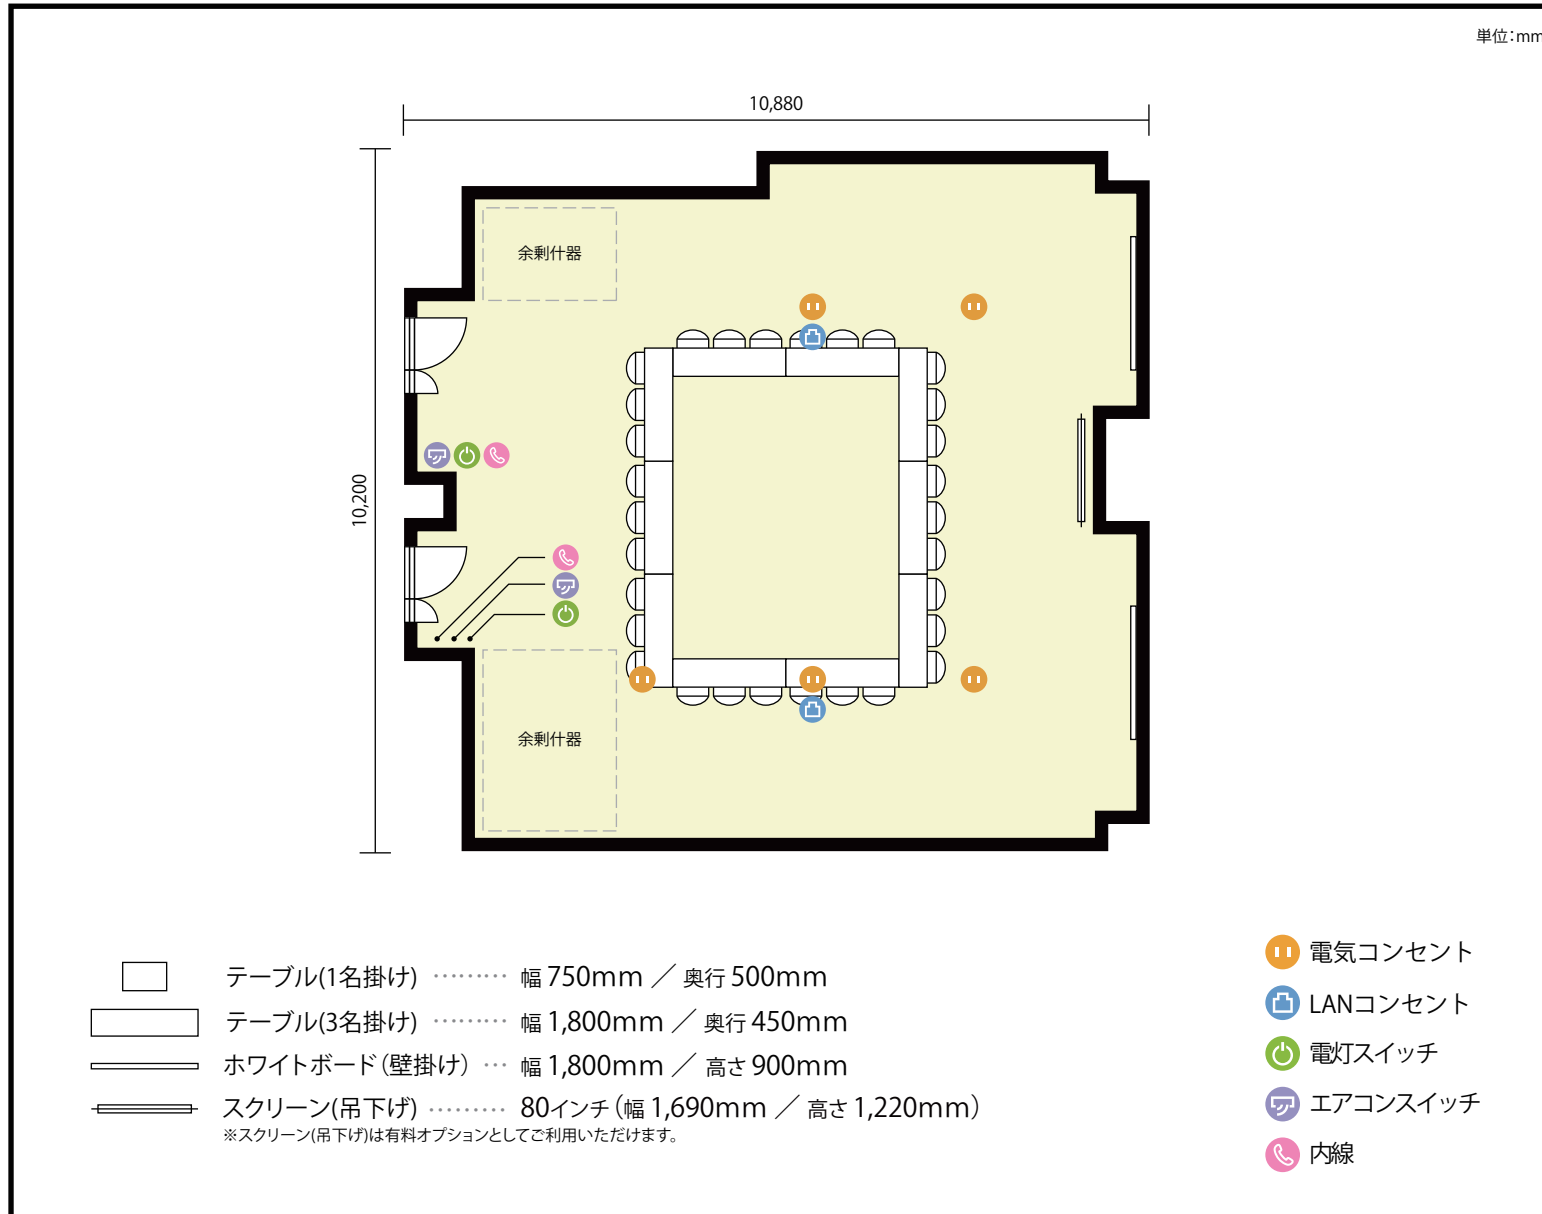 単位:mm
10,880
10,200
余剰什器
余剰什器
テーブル(1名掛け) ……… 幅 750mm ／ 奥行 500mm
テーブル(3名掛け) ……… 幅 1,800mm ／ 奥行 450mm
ホワイトボード(壁掛け) … 幅 1,800mm ／ 高さ 900mm
スクリーン(吊下げ) ……… 80インチ(幅 1,690mm ／ 高さ 1,220mm)
※スクリーン(吊下げ)は有料オプションとしてご利用いただけます。
電気コンセント
LANコンセント
電灯スイッチ
エアコンスイッチ
内線